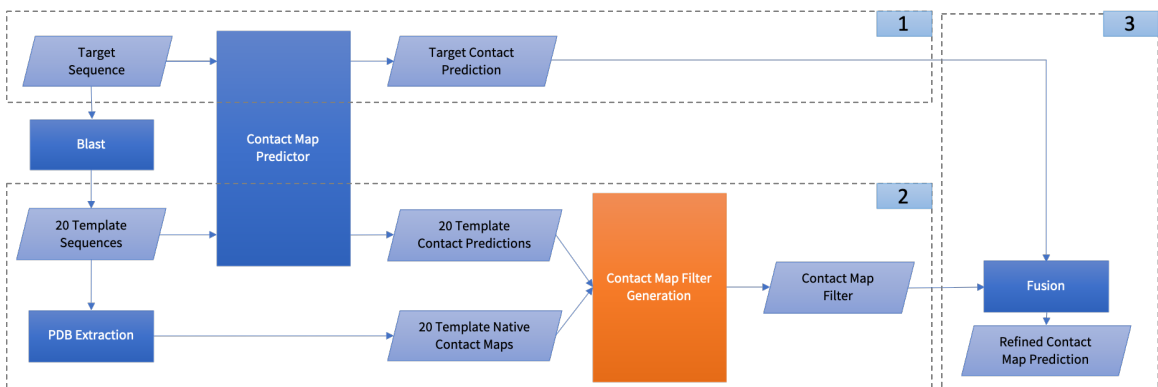 1
3
Target
Sequence
Target Contact
Prediction
Blast
Contact Map
Predictor
2
20 Template
Sequences
20 Template
Contact Predictions
Contact Map Filter
Generation
Contact Map
Filter
Fusion
PDB Extraction
20 Template Native
Contact Maps
Refined Contact
Map Prediction